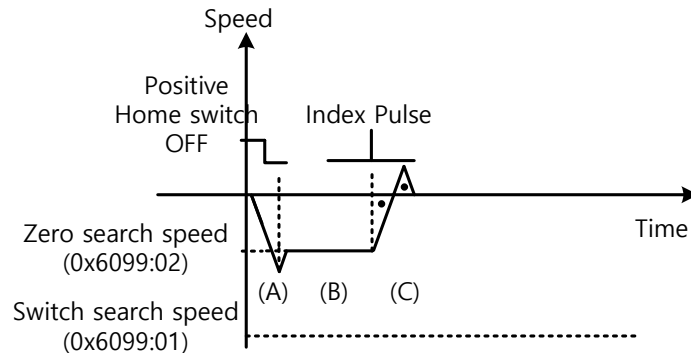 Speed
Positive
Home switch
OFF
Index Pulse
Time
Zero search speed
(0x6099:02)
(A)
(B)
(C)
Switch search speed
(0x6099:01)